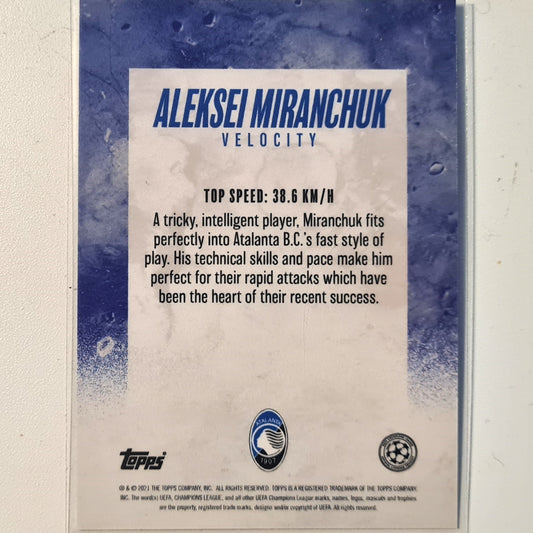 ALEKSEI MIRANCHUK
VELOCITY
TOP SPEED: 38.6 KM/H
A tricky, intelligent player, Miranchuk fits
perfectly into Atalanta B.C.'s fast style of
play. His technical skills and pace make him
perfect for their rapid attacks which have
been the heart of their recent success.
ATALANTA
1907
Topps
® & © 2021 THE TOPPS COMPANY, INC. ALL RIGHTS RESERVED. TOPPS IS A REGISTERED TRADEMARK OF THE TOPPS COMPANY
INC. The word(s) UEFA, CHAMPIONS LEAGUE, and all other UEFA Champions League marks, names, logos, mascots and trophies
are the property, registered trade marks, designs and/or copyright of UEFA. All rights reserved.